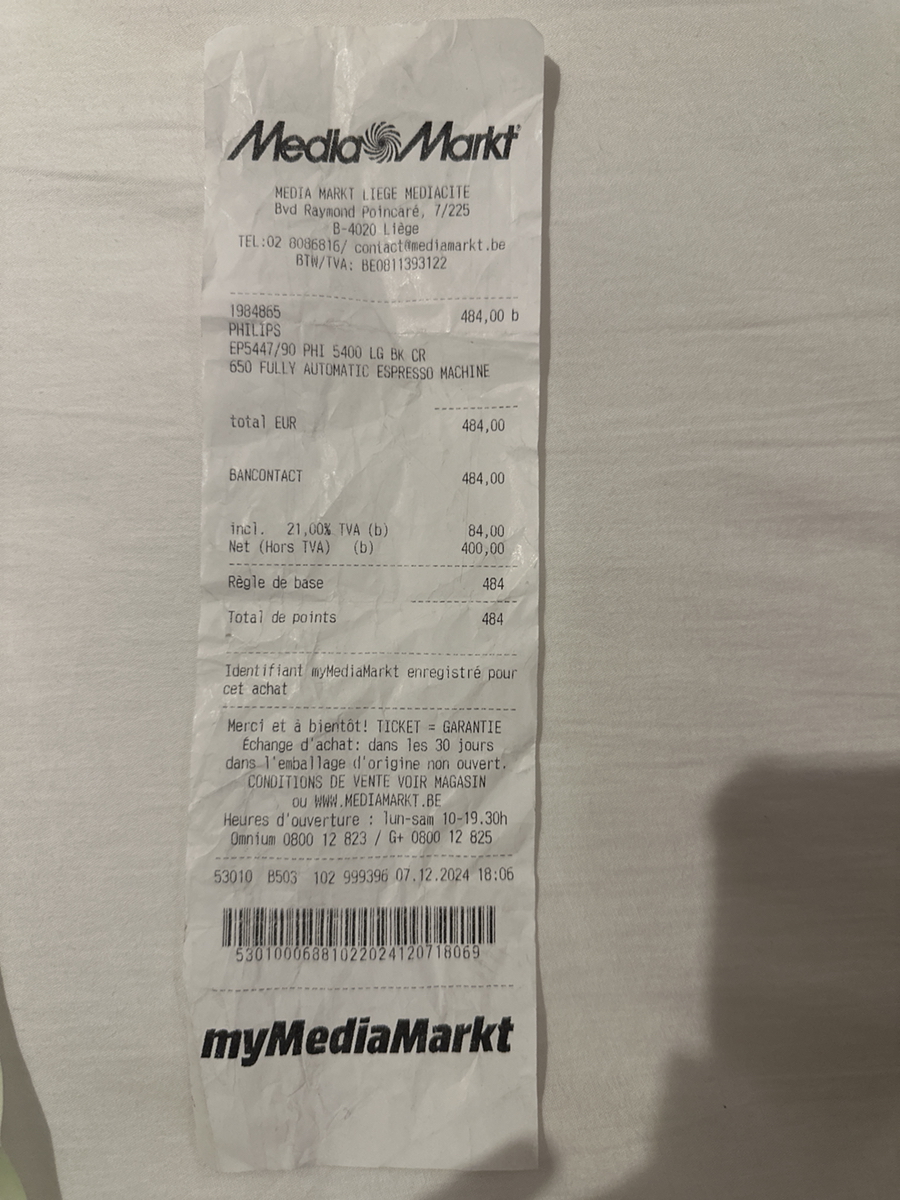 MediaMarkt
MEDIA MARKT LIEGE MEDIACITE
Bvd Raymond Poincaré, 7/225
B-4020 Liège
TEL:02 8086816/ contact@mediamarkt.be
BTW/TVA: BE0811393122
1984865 484,00 b
PHILIPS
EP5447/90 PHI 5400 LG BK CR
650 FULLY AUTOMATIC ESPRESSO MACHINE
total EUR 484,00
BANCONTACT 484,00
incl. 21,00% TVA (b) 84,00
Net (Hors TVA) (b) 400,00
Règle de base 484
Total de points 484
Identifiant myMediaMarkt enregistré pour
cet achat
Merci et à bientôt! TICKET = GARANTIE
Échange d'achat: dans les 30 jours
dans l'emballage d'origine non ouvert.
CONDITIONS DE VENTE VOIR MAGASIN
ou WWW.MEDIAMARKT.BE
Heures d'ouverture : lun-sam 10-19.30h
Omnium 0800 12 823 / G+ 0800 12 825
53010 B503 102 999396 07.12.2024 18:06
5301000688102202412071806​9
myMediaMarkt